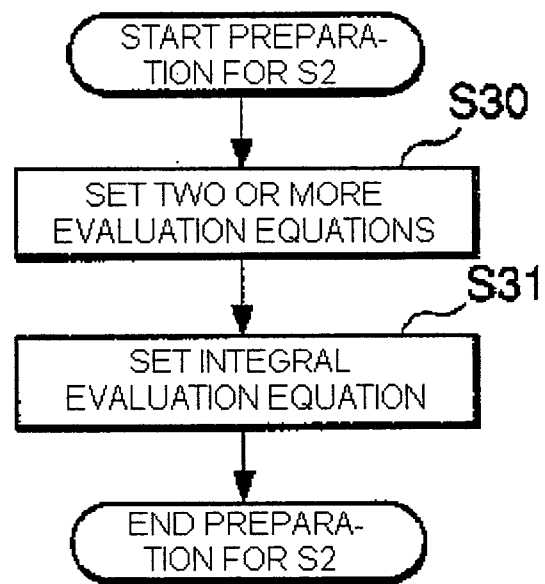 START PREPARA-
TION FOR S2
S30
SET TWO OR MORE
EVALUATION EQUATIONS
S31
SET INTEGRAL
EVALUATION EQUATION
END PREPARA-
TION FOR S2